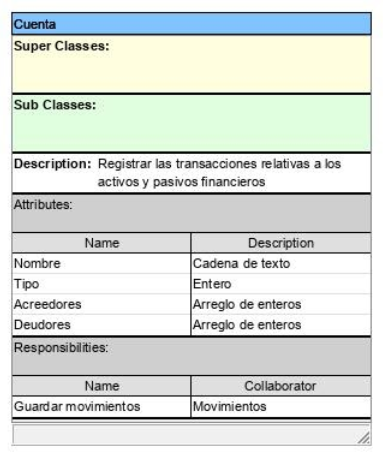 Cuenta
Super Classes:
Sub Classes:
Description: Registrar las transacciones relativas a los
activos y pasivos financieros
Attributes:
Name Description
Nombre Cadena de texto
Tipo Entero
Acreedores Arreglo de enteros
Deudores Arreglo de enteros
Responsibilities:
Name Collaborator
Guardar movimientos Movimientos